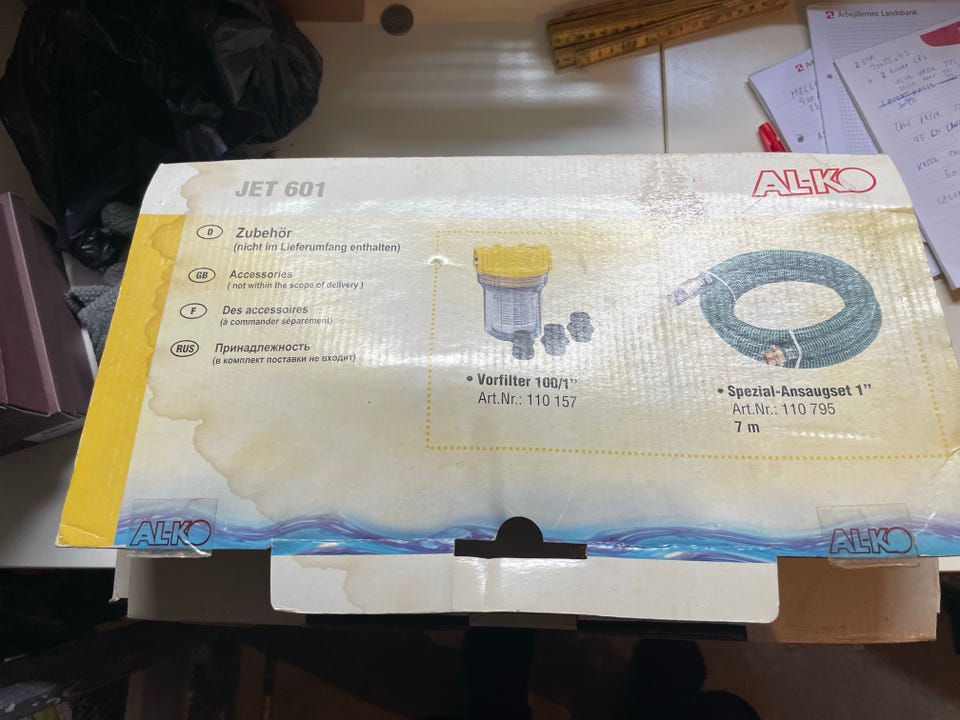 Arbejdernes Landsbank
JET 601
AL-KO
D Zubehör
(nicht im Lieferumfang enthalten)
GB Accessories
( not within the scope of delivery )
F Des accessoires
(à commander séparément)
RUS Принадлежность
(в комплект поставки не входит)
• Vorfilter 100/1”
Art.Nr.: 110 157
• Spezial-Ansaugset 1”
Art.Nr.: 110 795
7 m
AL-KO
AL-KO